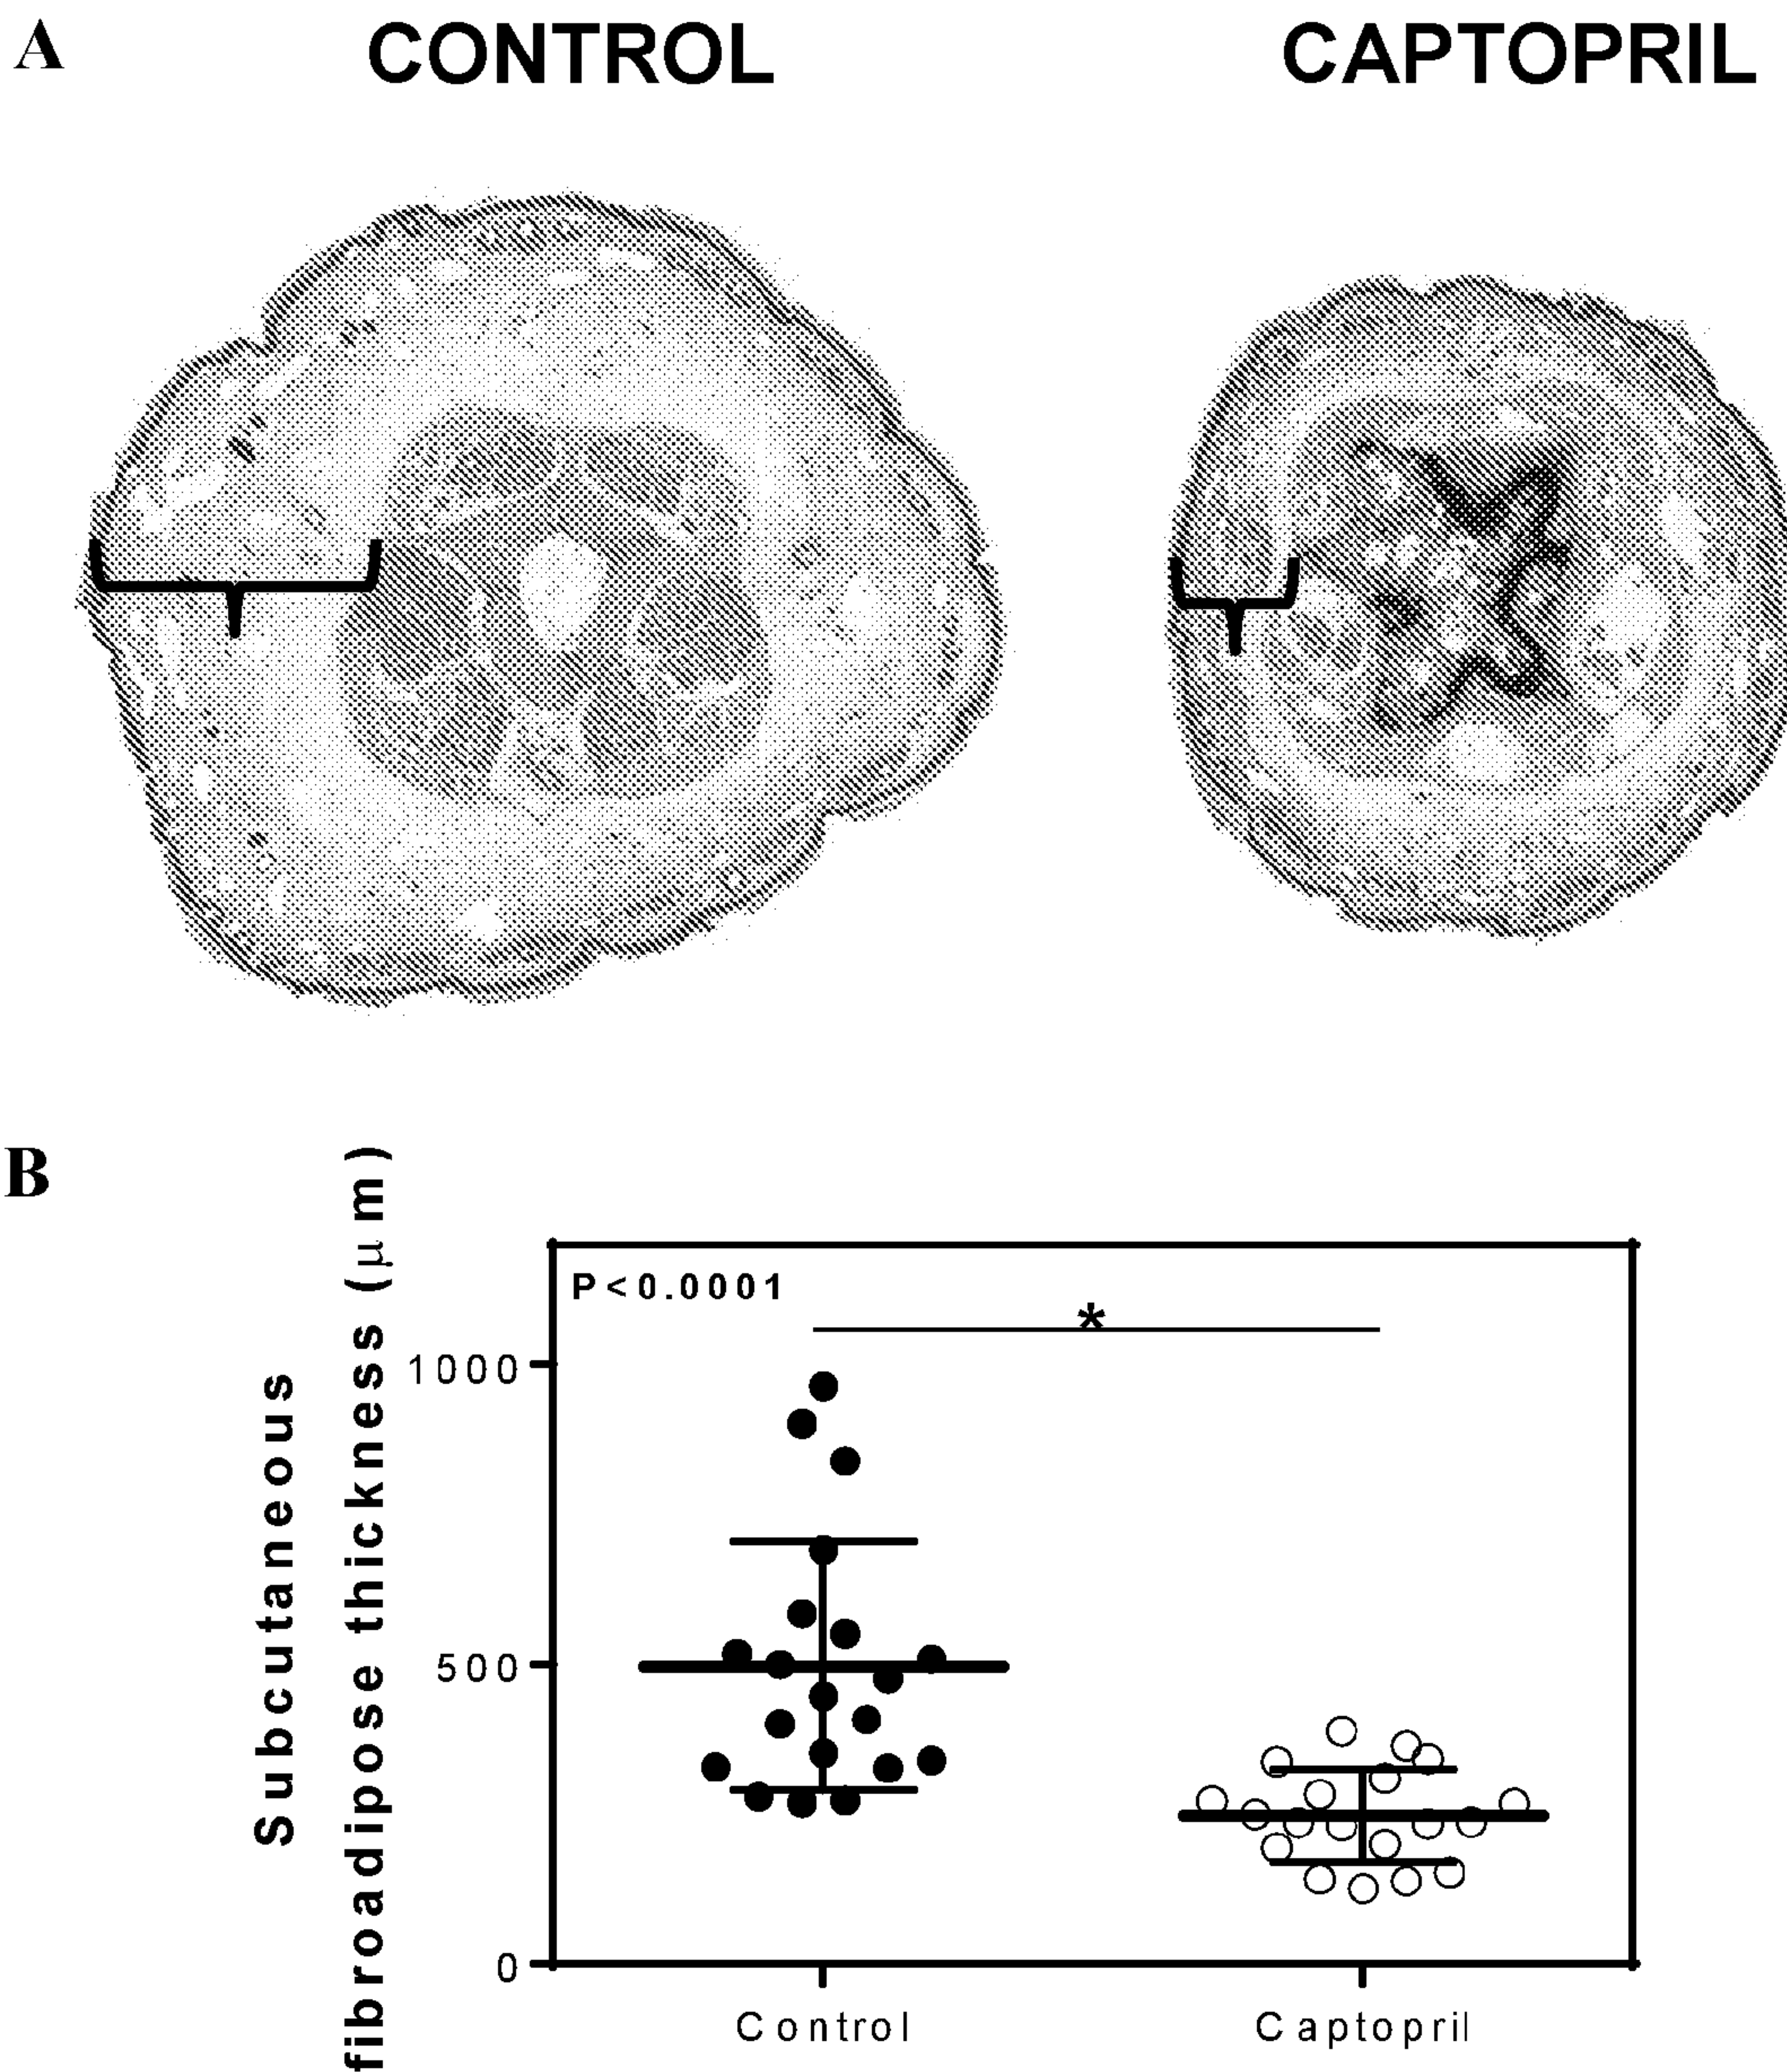 A
CONTROL
CAPTOPRIL
B
Subcutaneous
fibroadipose thickness (μm)
P<0.0001
*
1000
500
0
Control
Captopril